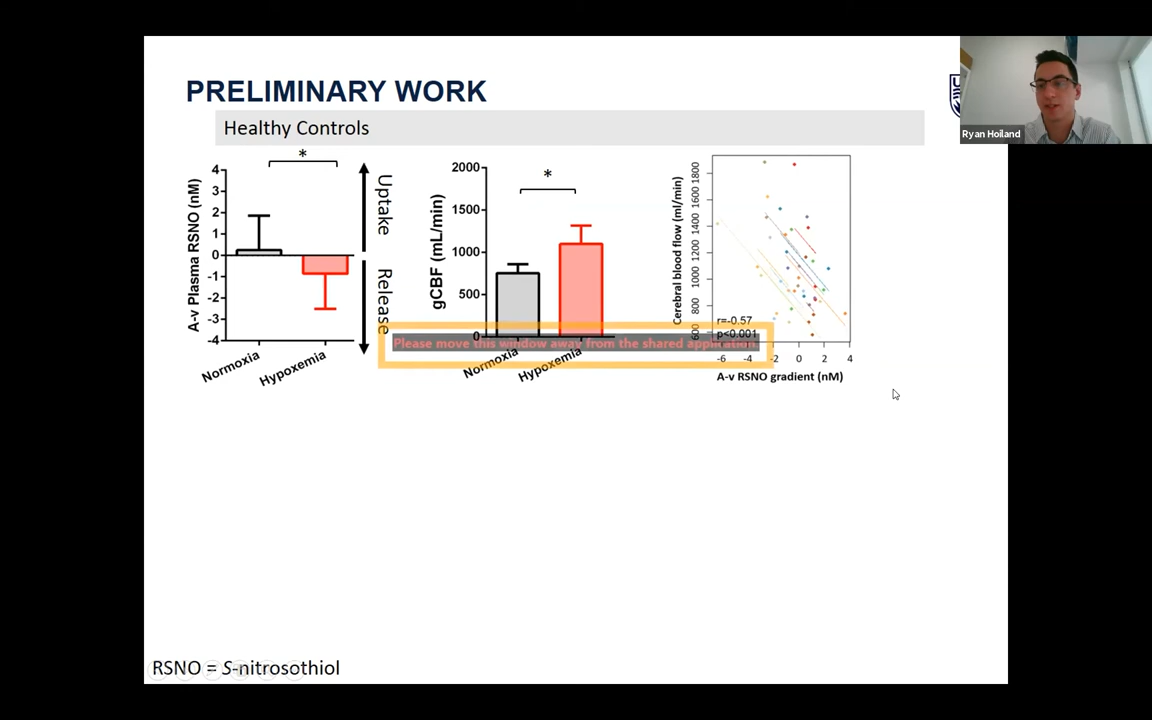 PRELIMINARY WORK
Healthy Controls
Ryan Hoiland
*
4
3
2
1
0
-1
-2
-3
-4
A-v Plasma RSNO (nM)
Normoxia
Hypoxemia
Uptake
Release
*
2000
1500
1000
500
0
gCBF (mL/min)
Normoxia
Hypoxemia
Please move this window away from the shared application.
1800
1600
1400
1200
1000
800
600
Cerebral blood flow (ml/min)
r=-0.57
p<0.001
-6 -4 -2 0 2 4
A-v RSNO gradient (nM)
RSNO = S-nitrosothiol